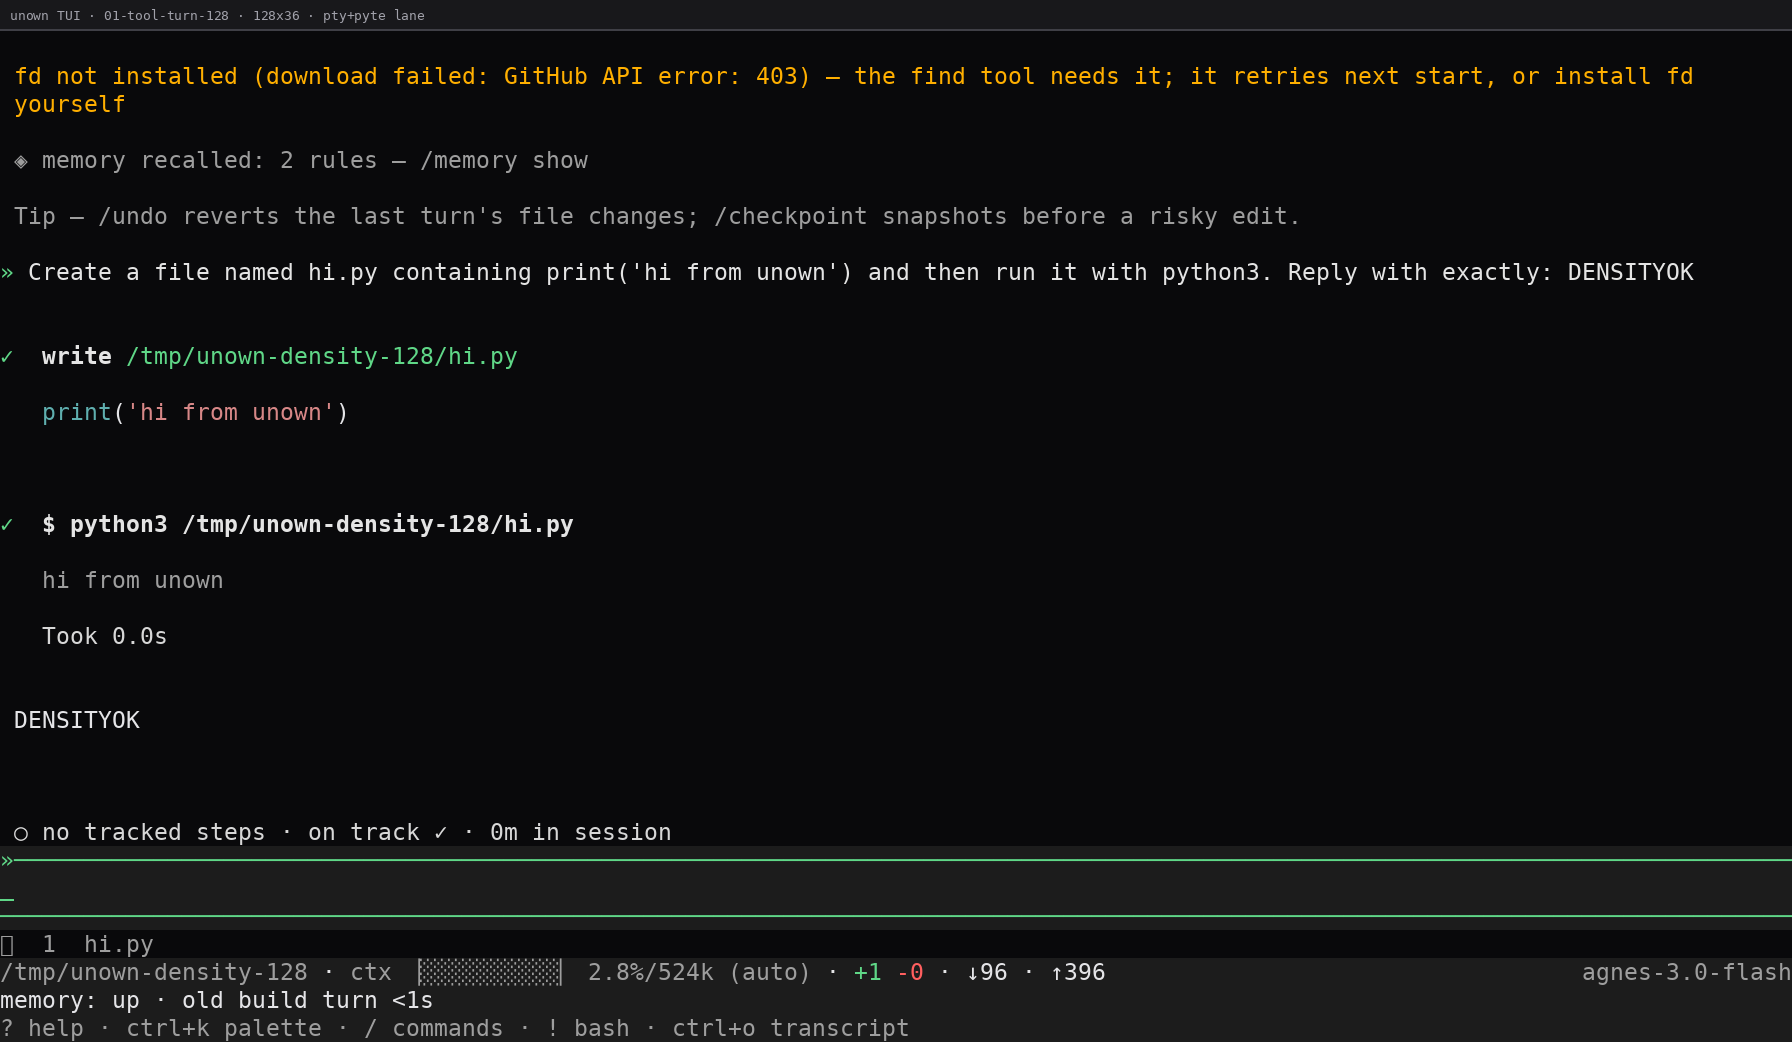 unown TUI · 01-tool-turn-128 · 128x36 · pty+pyte lane
fd not installed (download failed: GitHub API error: 403) — the find tool needs it; it retries next start, or install fd
yourself
◈ memory recalled: 2 rules — /memory show
Tip — /undo reverts the last turn's file changes; /checkpoint snapshots before a risky edit.
» Create a file named hi.py containing print('hi from unown') and then run it with python3. Reply with exactly: DENSITYOK
✓ write /tmp/unown-density-128/hi.py
print('hi from unown')
✓ $ python3 /tmp/unown-density-128/hi.py
hi from unown
Took 0.0s
DENSITYOK
○ no tracked steps · on track ✓ · 0m in session
»
1 hi.py
/tmp/unown-density-128 · ctx ▕░░░░░░░░░░▏ 2.8%/524k (auto) · +1 -0 · ↓96 · ↑396 agnes-3.0-flash
memory: up · old build turn <1s
? help · ctrl+k palette · / commands · ! bash · ctrl+o transcript